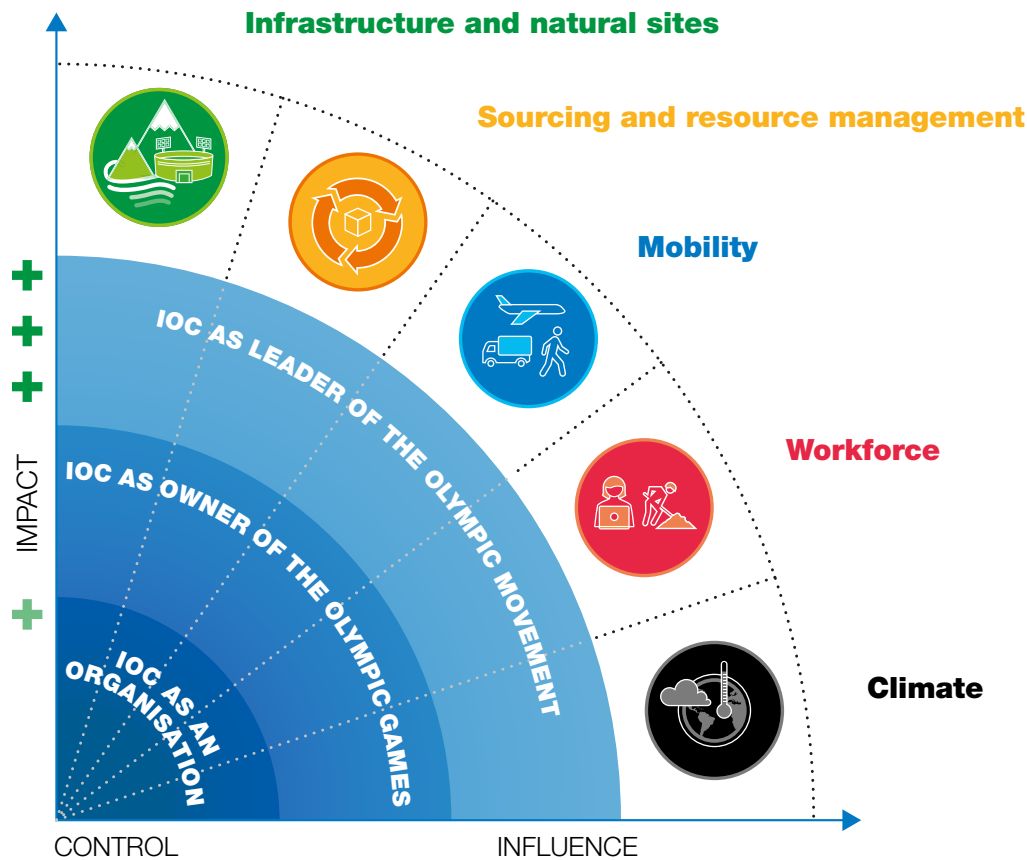 Infrastructure and natural sites
Sourcing and resource management
Mobility
Workforce
Climate
+
+
+
IMPACT
+
IOC AS LEADER OF THE OLYMPIC MOVEMENT
IOC AS OWNER OF THE OLYMPIC GAMES
IOC AS AN
ORGANISATION
CONTROL
INFLUENCE